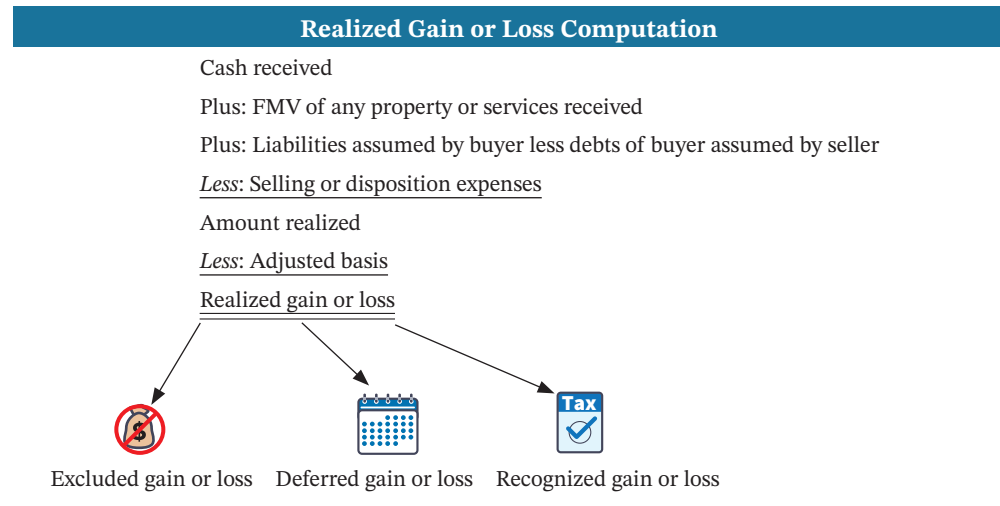 Realized Gain or Loss Computation
Cash received
Plus: FMV of any property or services received
Plus: Liabilities assumed by buyer less debts of buyer assumed by seller
Less: Selling or disposition expenses
Amount realized
Less: Adjusted basis
Realized gain or loss
$
Tax
Excluded gain or loss Deferred gain or loss Recognized gain or loss